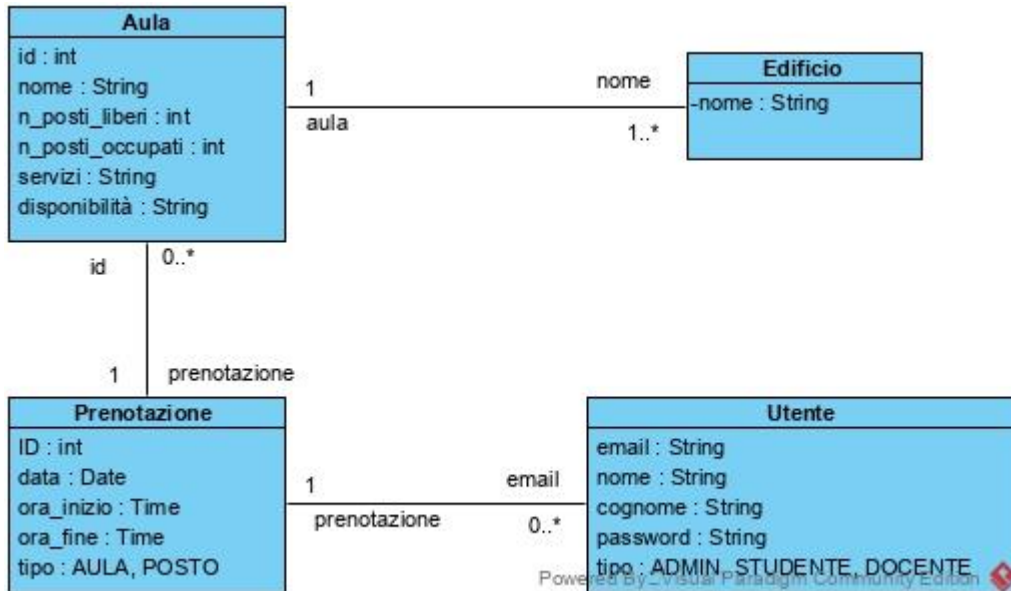 Aula
id : int
nome : String
n_posti_liberi : int
n_posti_occupati : int
servizi : String
disponibilità : String
1
aula
nome
1..*
Edificio
-nome : String
id
0..*
1
prenotazione
Prenotazione
ID : int
data : Date
ora_inizio : Time
ora_fine : Time
tipo : AULA, POSTO
1
prenotazione
email
0..*
Utente
email : String
nome : String
cognome : String
password : String
tipo : ADMIN, STUDENTE, DOCENTE
Powered By Visual Paradigm Community Edition